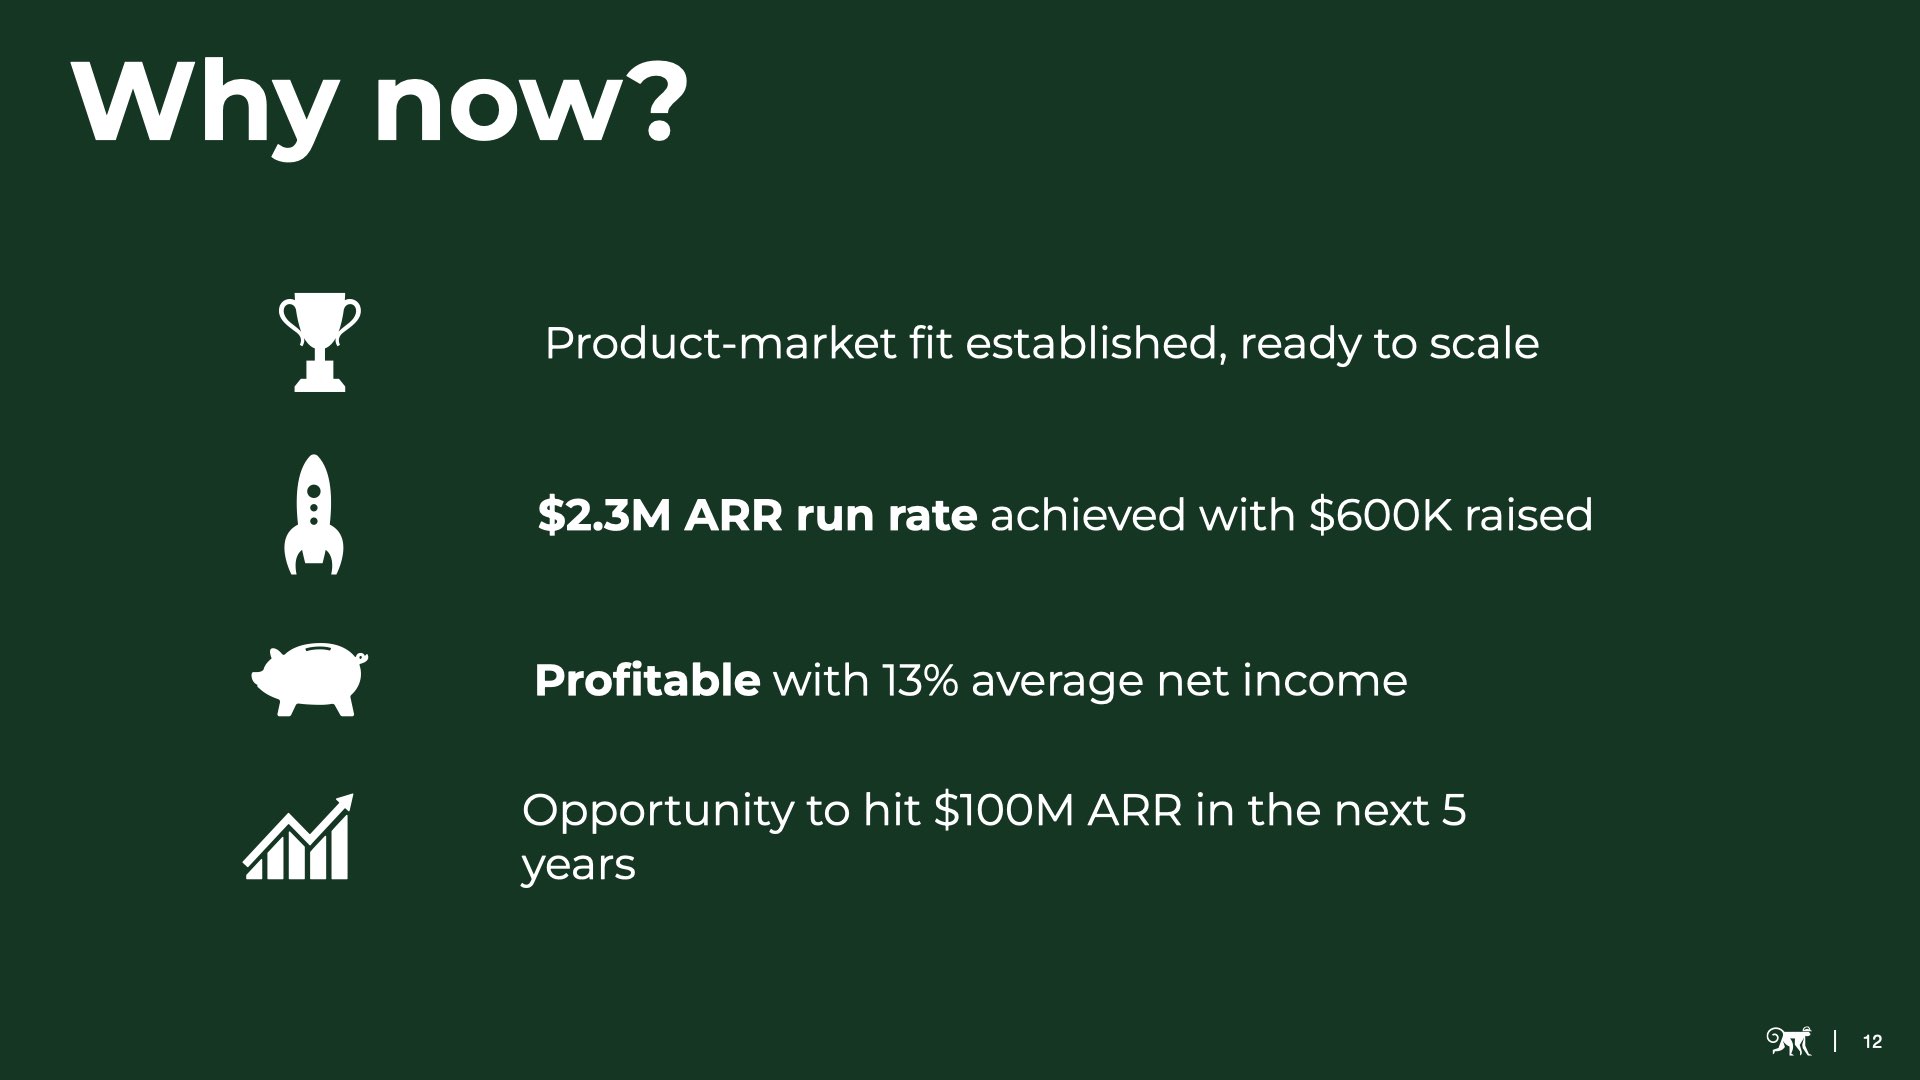 Why now?
Product-market fit established, ready to scale
$2.3M ARR run rate achieved with $600K raised
Profitable with 13% average net income
Opportunity to hit $100M ARR in the next 5
years
12